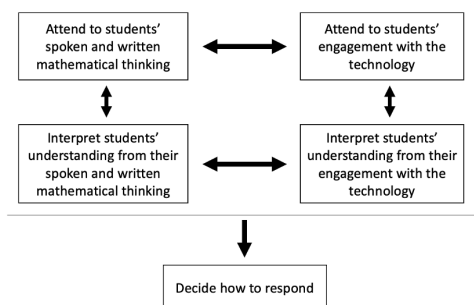 Attend to students’
spoken and written
mathematical thinking
Attend to students’
engagement with the
technology
Interpret students’
understanding from their
spoken and written
mathematical thinking
Interpret students’
understanding from their
engagement with the
technology
Decide how to respond